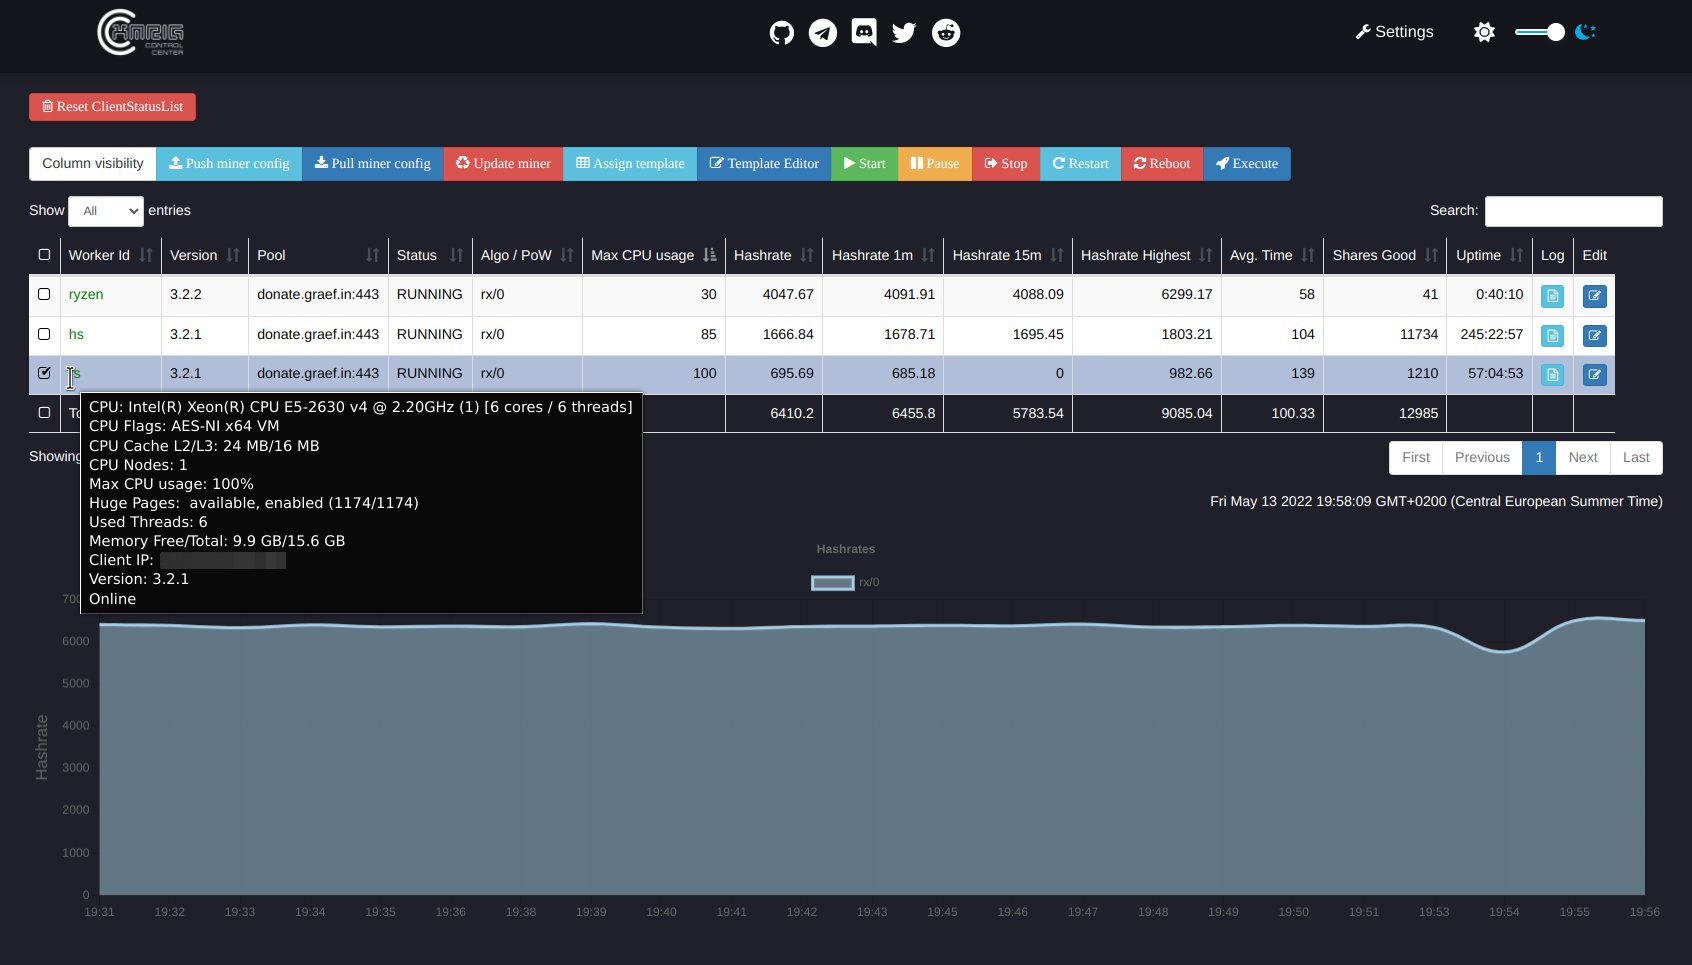 XMRIG
CONTROL
CENTER
Settings
Reset ClientStatusList
Column visibility Push miner config Pull miner config Update miner Assign template Template Editor Start Pause Stop Restart Reboot Execute
Show All entries Search:
Worker Id Version Pool Status Algo / PoW Max CPU usage Hashrate Hashrate 1m Hashrate 15m Hashrate Highest Avg. Time Shares Good Uptime Log Edit
ryzen 3.2.2 donate.graef.in:443 RUNNING rx/0 30 4047.67 4091.91 4088.09 6299.17 58 41 0:40:10
hs 3.2.1 donate.graef.in:443 RUNNING rx/0 85 1666.84 1678.71 1695.45 1803.21 104 11734 245:22:57
3.2.1 donate.graef.in:443 RUNNING rx/0 100 695.69 685.18 0 982.66 139 1210 57:04:53
6410.2 6455.8 5783.54 9085.04 100.33 12985
CPU: Intel(R) Xeon(R) CPU E5-2630 v4 @ 2.20GHz (1) [6 cores / 6 threads]
CPU Flags: AES-NI x64 VM
CPU Cache L2/L3: 24 MB/16 MB
CPU Nodes: 1
Max CPU usage: 100%
Huge Pages: available, enabled (1174/1174)
Used Threads: 6
Memory Free/Total: 9.9 GB/15.6 GB
Client IP:
Version: 3.2.1
Online
Showing
First Previous 1 Next Last
Fri May 13 2022 19:58:09 GMT+0200 (Central European Summer Time)
Hashrates
rx/0
6000
5000
4000
3000
2000
1000
0
Hashrate
19:31 19:32 19:33 19:34 19:35 19:36 19:38 19:39 19:40 19:41 19:42 19:43 19:45 19:46 19:47 19:48 19:49 19:50 19:51 19:53 19:54 19:55 19:56